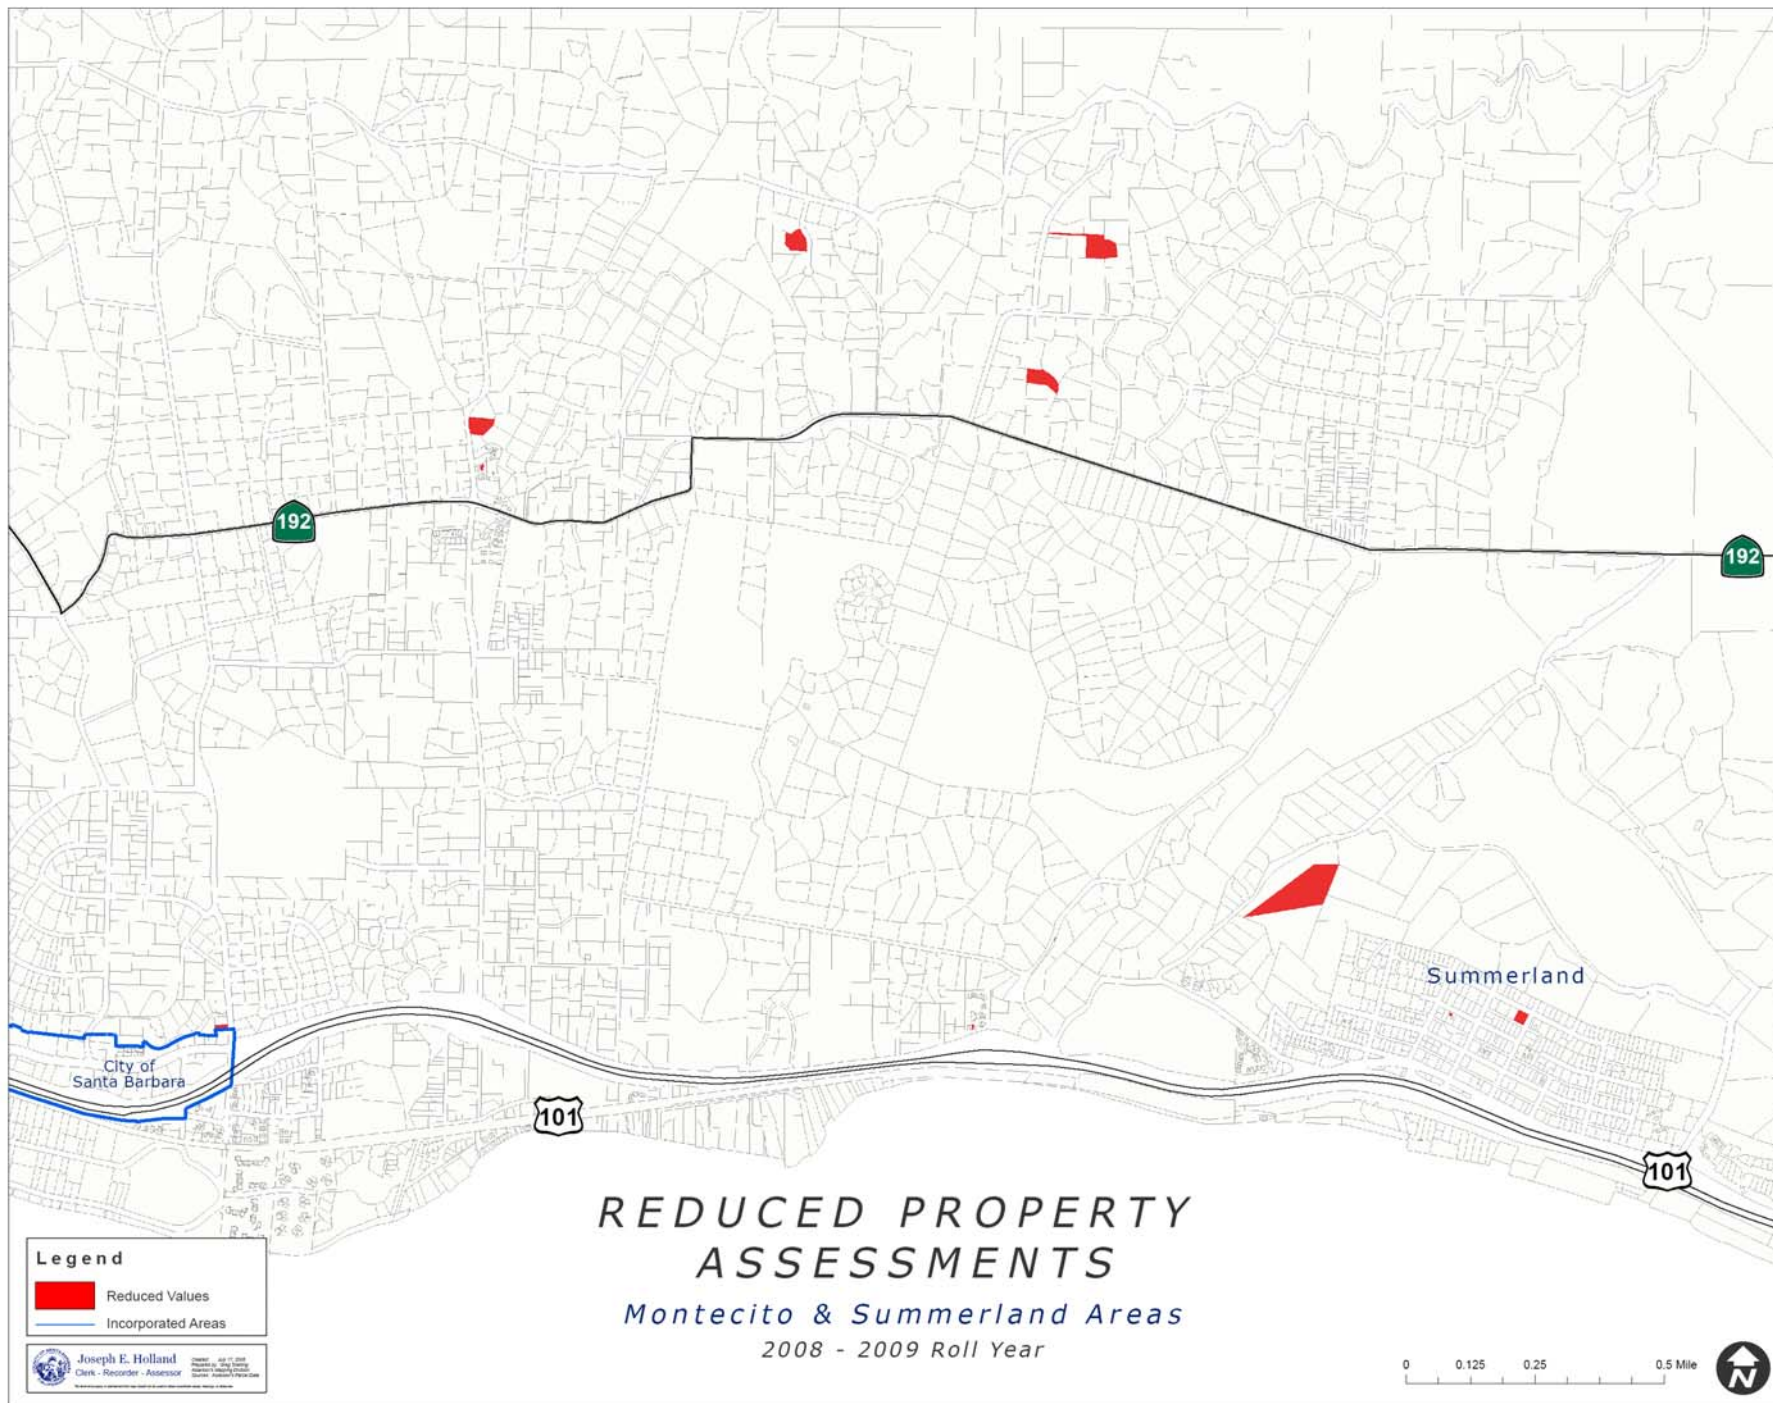 192
192
Summerland
City of
Santa Barbara
101
101
REDUCED PROPERTY
ASSESSMENTS
Montecito & Summerland Areas
2008 - 2009 Roll Year
Legend
Reduced Values
Incorporated Areas
Joseph E. Holland
Clerk - Recorder - Assessor
0 0.125 0.25 0.5 Mile
N